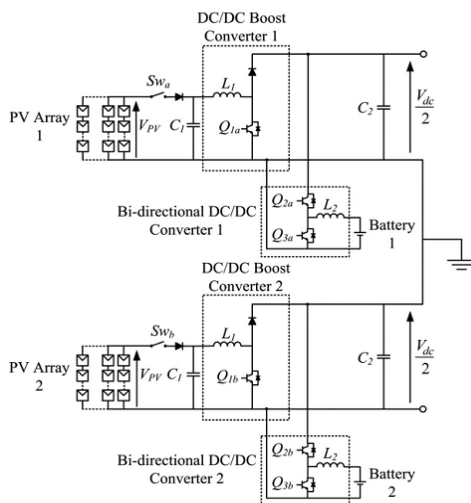 DC/DC Boost
Converter 1
Sw_a
L_1
PV Array
1
V_PV
C_1
Q_1a
C_2
V_dc
2
Q_2a
L_2
Bi-directional DC/DC
Converter 1
Q_3a
Battery
1
DC/DC Boost
Converter 2
Sw_b
L_1
PV Array
2
V_PV
C_1
Q_1b
C_2
V_dc
2
Q_2b
L_2
Bi-directional DC/DC
Converter 2
Q_3b
Battery
2